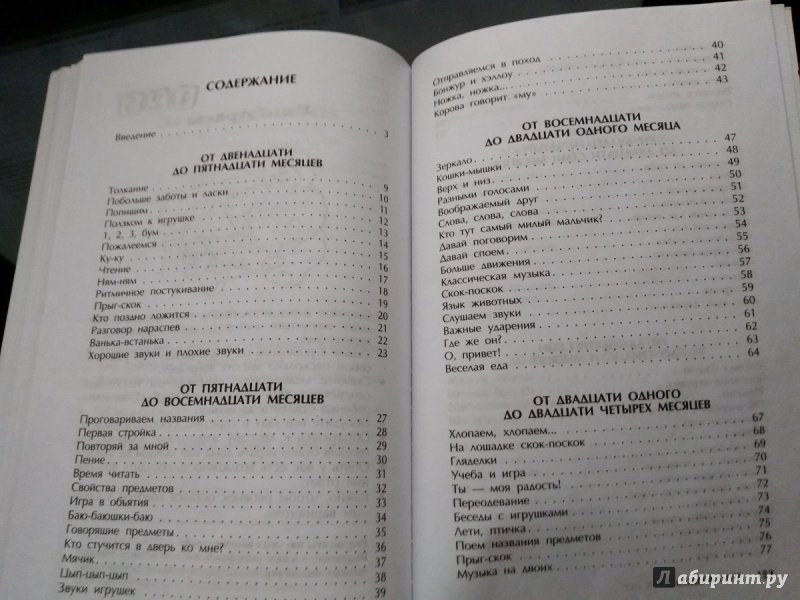 СОДЕРЖАНИЕ
Введение . . . . . . . . . . 3
ОТ ДВЕНАДЦАТИ
ДО ПЯТНАДЦАТИ МЕСЯЦЕВ
Толкание . . . . . . . . . . 9
Побольше заботы и ласки . . . . . . . . . . 10
Попишим . . . . . . . . . . 11
Ползком к игрушке . . . . . . . . . . 12
1, 2, 3, бум . . . . . . . . . . 13
Пожалеемся . . . . . . . . . . 14
Ку-ку . . . . . . . . . . 15
Чтение . . . . . . . . . . 16
Ням-ням . . . . . . . . . . 17
Ритмичное постукивание . . . . . . . . . . 18
Прыг-скок . . . . . . . . . . 19
Кто поздно ложится . . . . . . . . . . 20
Разговор нараспев . . . . . . . . . . 21
Ванька-встанька . . . . . . . . . . 22
Хорошие звуки и плохие звуки . . . . . . . . . . 23
ОТ ПЯТНАДЦАТИ
ДО ВОСЕМНАДЦАТИ МЕСЯЦЕВ
Проговариваем названия . . . . . . . . . . 27
Первая стройка . . . . . . . . . . 28
Повторяй за мной . . . . . . . . . . 29
Пение . . . . . . . . . . 30
Время читать . . . . . . . . . . 31
Свойства предметов . . . . . . . . . . 32
Игра в объятия . . . . . . . . . . 33
Баю-баюшки-баю . . . . . . . . . . 34
Говорящие предметы . . . . . . . . . . 35
Кто стучится в дверь ко мне? . . . . . . . . . . 36
Мячик . . . . . . . . . . 37
Цып-цып-цып . . . . . . . . . . 38
Звуки игрушек . . . . . . . . . . 39
Отправляемся в поход . . . . . . . . . . 40
Бонжур и хэллоу . . . . . . . . . . 41
Ножка, ножка... . . . . . . . . . . 42
Корова говорит «му» . . . . . . . . . . 43
ОТ ВОСЕМНАДЦАТИ
ДО ДВАДЦАТИ ОДНОГО МЕСЯЦА
Зеркало . . . . . . . . . . 47
Кошки-мышки . . . . . . . . . . 48
Верх и низ . . . . . . . . . . 49
Разными голосами . . . . . . . . . . 50
Воображаемый друг . . . . . . . . . . 51
Слова, слова, слова . . . . . . . . . . 52
Кто тут самый милый мальчик? . . . . . . . . . . 53
Давай поговорим . . . . . . . . . . 54
Давай споем . . . . . . . . . . 55
Больше движения . . . . . . . . . . 56
Классическая музыка . . . . . . . . . . 57
Скок-поскок . . . . . . . . . . 58
Язык животных . . . . . . . . . . 59
Слушаем звуки . . . . . . . . . . 60
Важные ударения . . . . . . . . . . 61
Где же он? . . . . . . . . . . 62
О, привет! . . . . . . . . . . 63
Веселая еда . . . . . . . . . . 64
ОТ ДВАДЦАТИ ОДНОГО
ДО ДВАДЦАТИ ЧЕТЫРЕХ МЕСЯЦЕВ
Хлопаем, хлопаем... . . . . . . . . . . 67
На лошадке скок-поскок . . . . . . . . . . 68
Гляделки . . . . . . . . . . 69
Учеба и игра . . . . . . . . . . 70
Ты — моя радость! . . . . . . . . . . 71
Переодевание . . . . . . . . . . 72
Беседы с игрушками . . . . . . . . . . 73
Лети, птичка . . . . . . . . . . 74
Поем названия предметов . . . . . . . . . . 75
Прыг-скок . . . . . . . . . . 76
Музыка на двоих . . . . . . . . . . 77
Лабиринт.ру